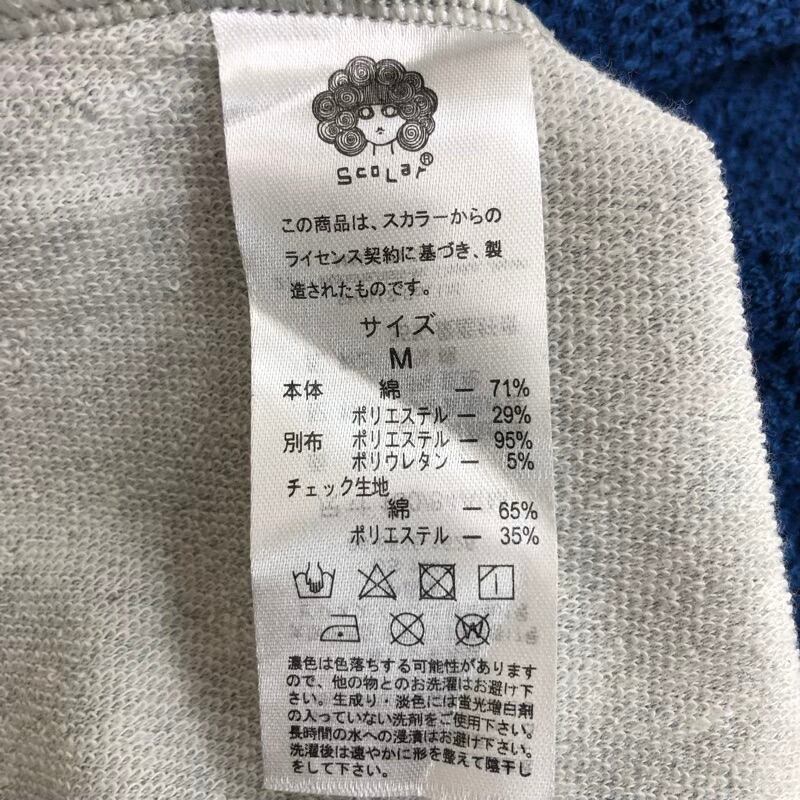 ScoLar®
この商品は、スカラーからの
ライセンス契約に基づき、製
造されたものです。
サイズ
M
本体 綿 — 71%
ポリエステル — 29%
別布 ポリエステル — 95%
ポリウレタン — 5%
チェック生地
綿 — 65%
ポリエステル — 35%
濃色は色落ちする可能性があります
ので、他の物とのお洗濯はお避け下
さい。生成り・淡色には蛍光増白剤
の入っていない洗剤をご使用下さい。
長時間の水への浸漬はお避け下さい。
洗濯後は速やかに形を整えて陰干し
をして下さい。